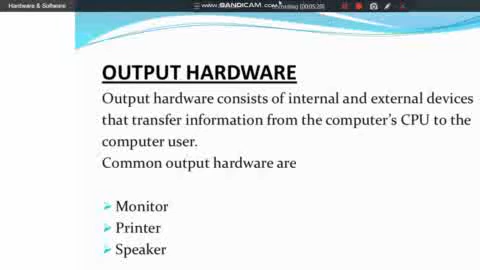 Hardware & Software
www.BANDICAM.com
Recording [00:05:20]
OUTPUT HARDWARE
Output hardware consists of internal and external devices
that transfer information from the computer's CPU to the
computer user.
Common output hardware are
Monitor
Printer
Speaker